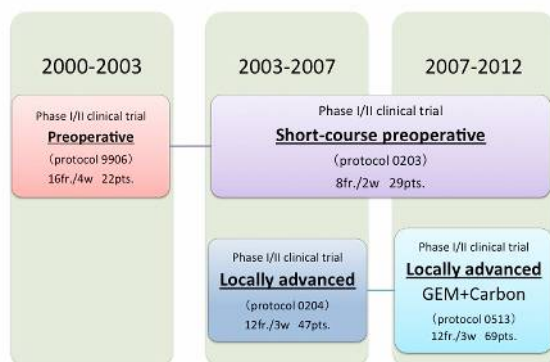 2000-2003
2003-2007
2007-2012
Phase I/II clinical trial
Preoperative
(protocol 9906)
16fr./4w 22pts.
Phase I/II clinical trial
Short-course preoperative
(protocol 0203)
8fr./2w 29pts.
Phase I/II clinical trial
Locally advanced
(protocol 0204)
12fr./3w 47pts.
Phase I/II clinical trial
Locally advanced
GEM+Carbon
(protocol 0513)
12fr./3w 69pts.